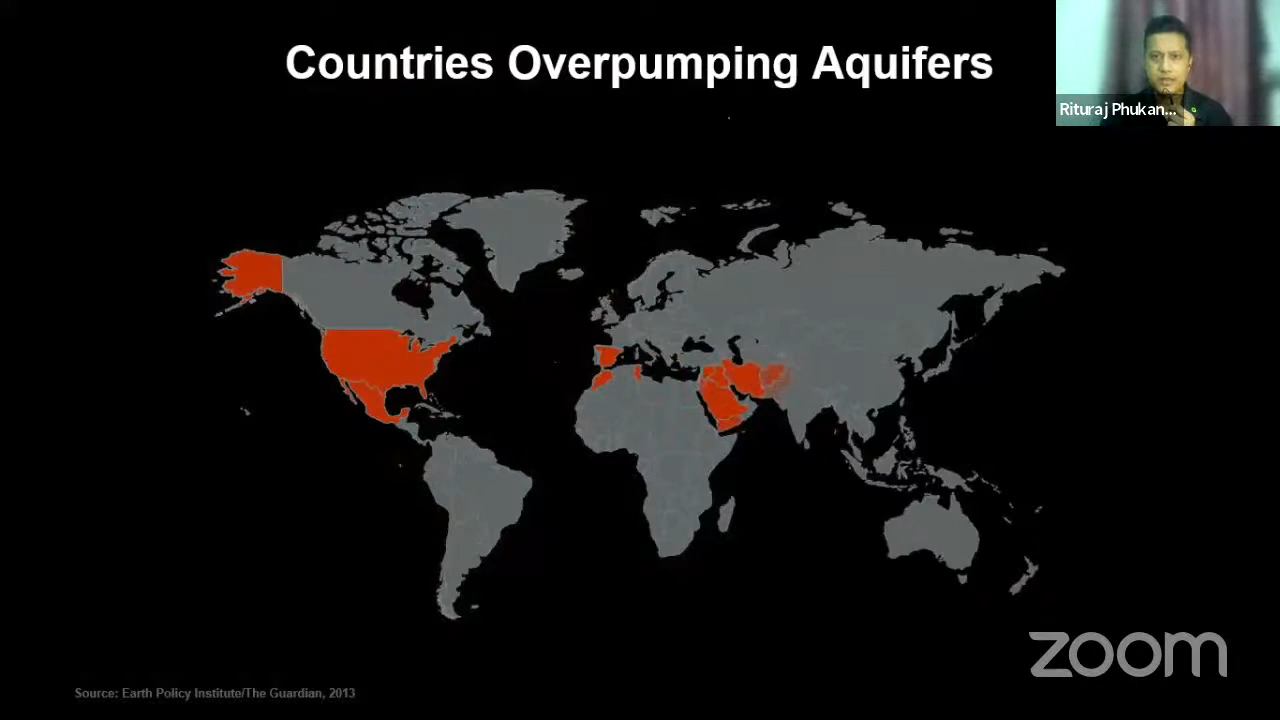 Countries Overpumping Aquifers
Rituraj Phukan...
zoom
Source: Earth Policy Institute/The Guardian, 2013